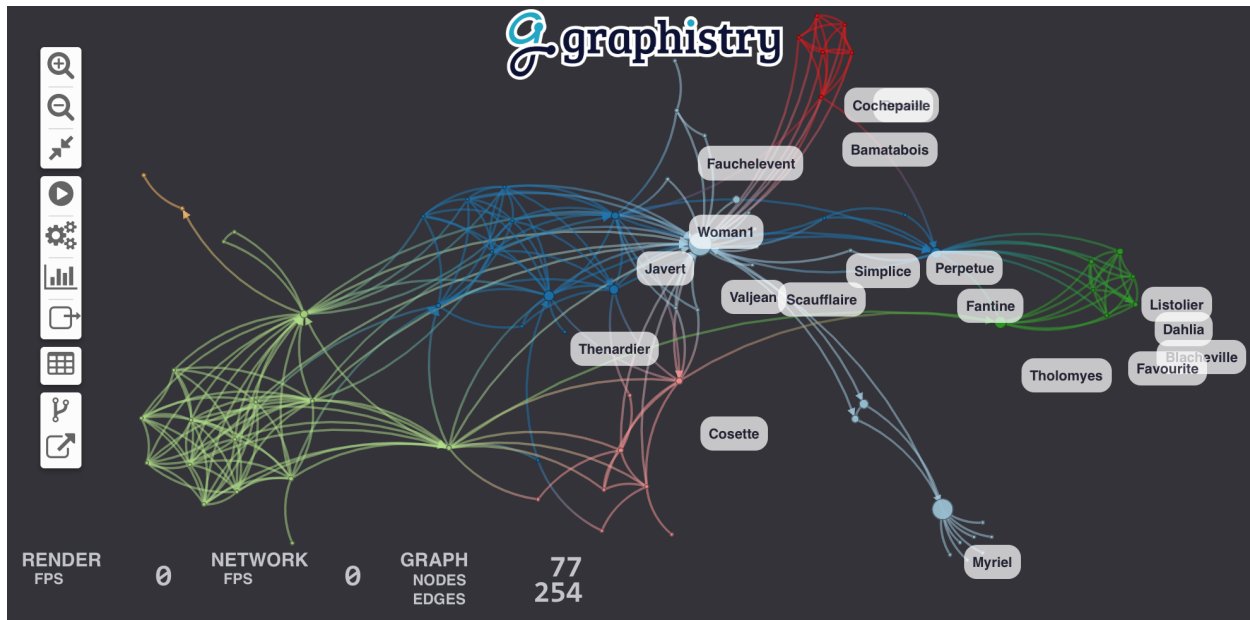 graphistry
Cochepaille
Bamatabois
Fauchelevent
Woman1
Javert
Simplice
Perpetue
Valjean
Scaufflaire
Fantine
Listolier
Dahlia
Thenardier
Blacheville
Favourite
Tholomyes
Cosette
Myriel
RENDER
FPS
0
NETWORK
FPS
0
GRAPH
NODES
EDGES
77
254